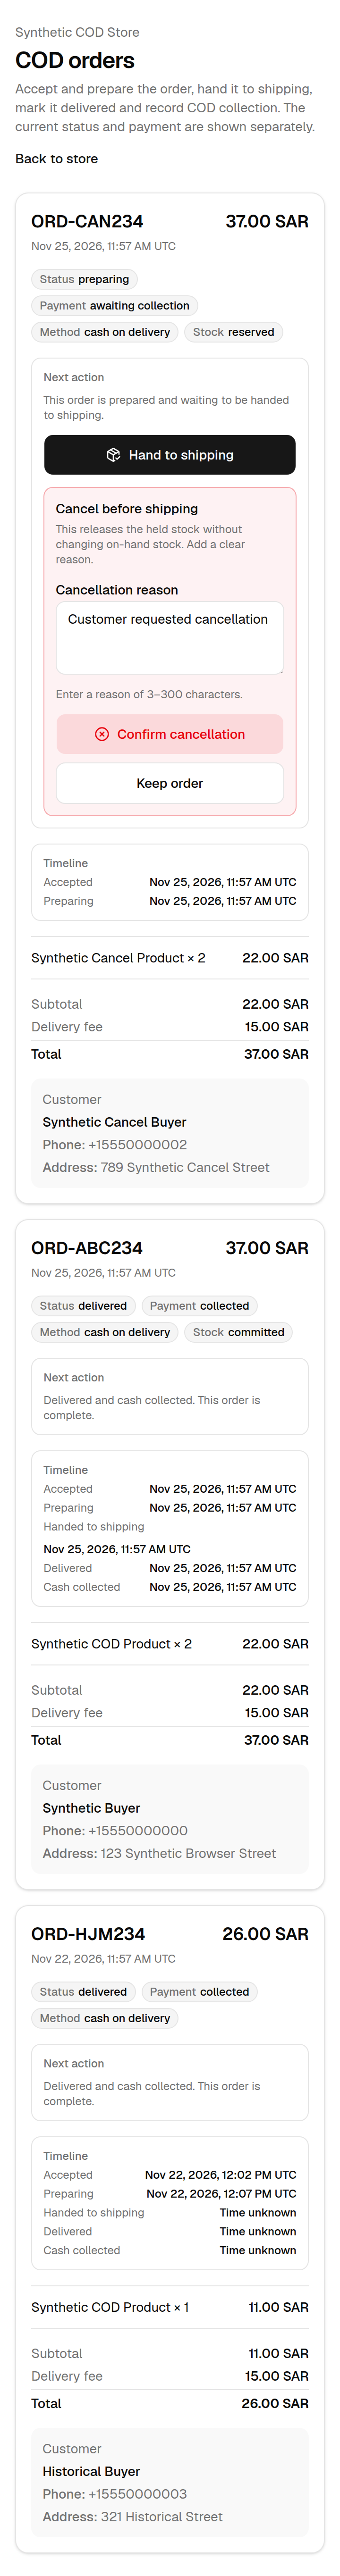 Synthetic COD Store
COD orders
Accept and prepare the order, hand it to shipping,
mark it delivered and record COD collection. The
current status and payment are shown separately.
Back to store
ORD-CAN234 37.00 SAR
Nov 25, 2026, 11:57 AM UTC
Status preparing
Payment awaiting collection
Method cash on delivery Stock reserved
Next action
This order is prepared and waiting to be handed
to shipping.
Hand to shipping
Cancel before shipping
This releases the held stock without
changing on-hand stock. Add a clear
reason.
Cancellation reason
Customer requested cancellation
Enter a reason of 3–300 characters.
Confirm cancellation
Keep order
Timeline
Accepted Nov 25, 2026, 11:57 AM UTC
Preparing Nov 25, 2026, 11:57 AM UTC
Synthetic Cancel Product × 2 22.00 SAR
Subtotal 22.00 SAR
Delivery fee 15.00 SAR
Total 37.00 SAR
Customer
Synthetic Cancel Buyer
Phone: +15550000002
Address: 789 Synthetic Cancel Street
ORD-ABC234 37.00 SAR
Nov 25, 2026, 11:57 AM UTC
Status delivered Payment collected
Method cash on delivery Stock committed
Next action
Delivered and cash collected. This order is
complete.
Timeline
Accepted Nov 25, 2026, 11:57 AM UTC
Preparing Nov 25, 2026, 11:57 AM UTC
Handed to shipping
Nov 25, 2026, 11:57 AM UTC
Delivered Nov 25, 2026, 11:57 AM UTC
Cash collected Nov 25, 2026, 11:57 AM UTC
Synthetic COD Product × 2 22.00 SAR
Subtotal 22.00 SAR
Delivery fee 15.00 SAR
Total 37.00 SAR
Customer
Synthetic Buyer
Phone: +15550000000
Address: 123 Synthetic Browser Street
ORD-HJM234 26.00 SAR
Nov 22, 2026, 11:57 AM UTC
Status delivered Payment collected
Method cash on delivery
Next action
Delivered and cash collected. This order is
complete.
Timeline
Accepted Nov 22, 2026, 12:02 PM UTC
Preparing Nov 22, 2026, 12:07 PM UTC
Handed to shipping Time unknown
Delivered Time unknown
Cash collected Time unknown
Synthetic COD Product × 1 11.00 SAR
Subtotal 11.00 SAR
Delivery fee 15.00 SAR
Total 26.00 SAR
Customer
Historical Buyer
Phone: +15550000003
Address: 321 Historical Street